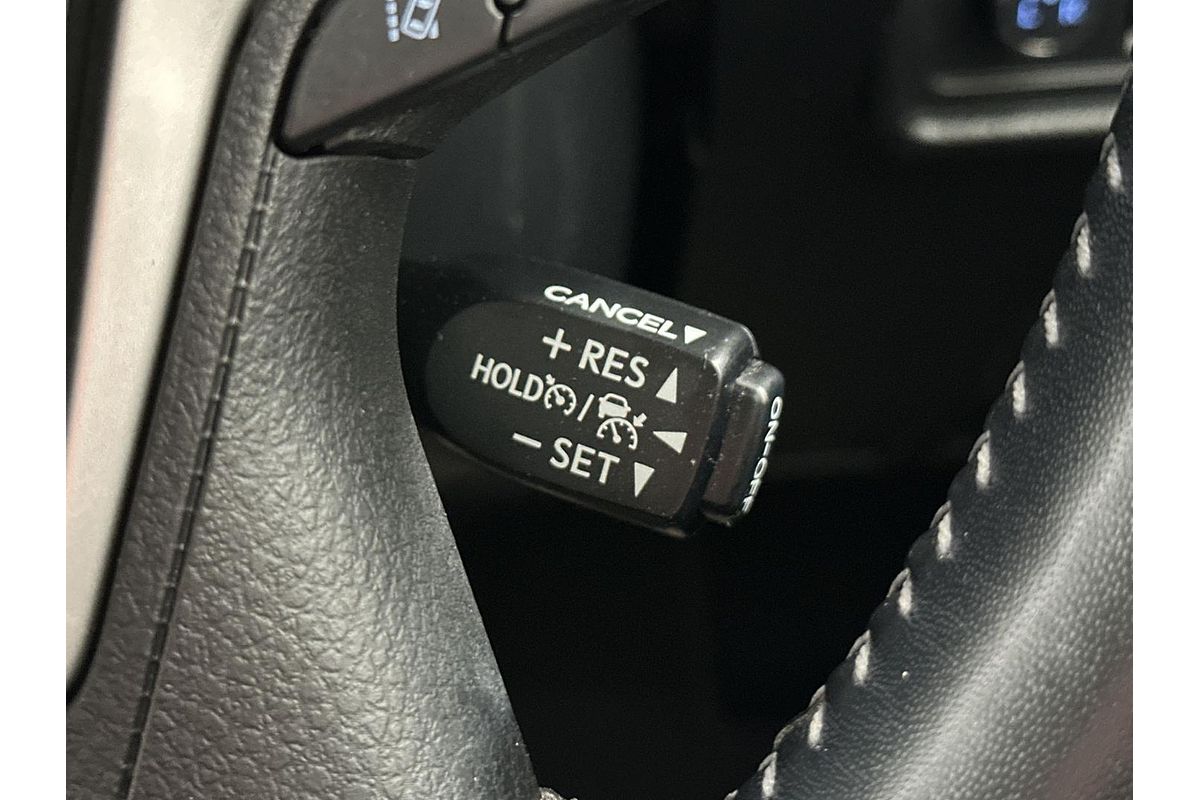 CANCEL▼
+ RES ▲
HOLD / ◀
− SET ▼
ON-OFF